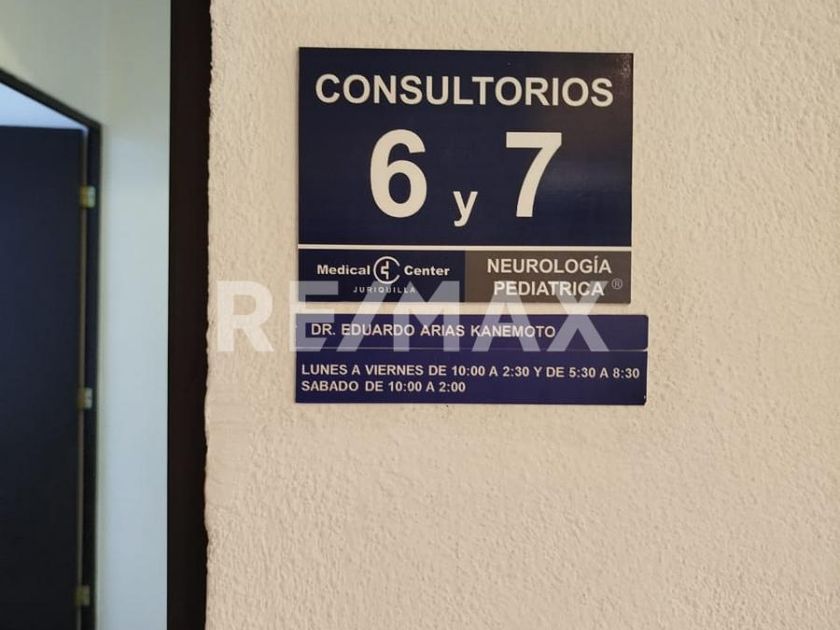 CONSULTORIOS
6 y 7
Medical Center
JURIQUILLA
NEUROLOGÍA
PEDIATRICA
RE/MAX®
DR. EDUARDO ARIAS KANEMOTO
LUNES A VIERNES DE 10:00 A 2:30 Y DE 5:30 A 8:30
SABADO DE 10:00 A 2:00